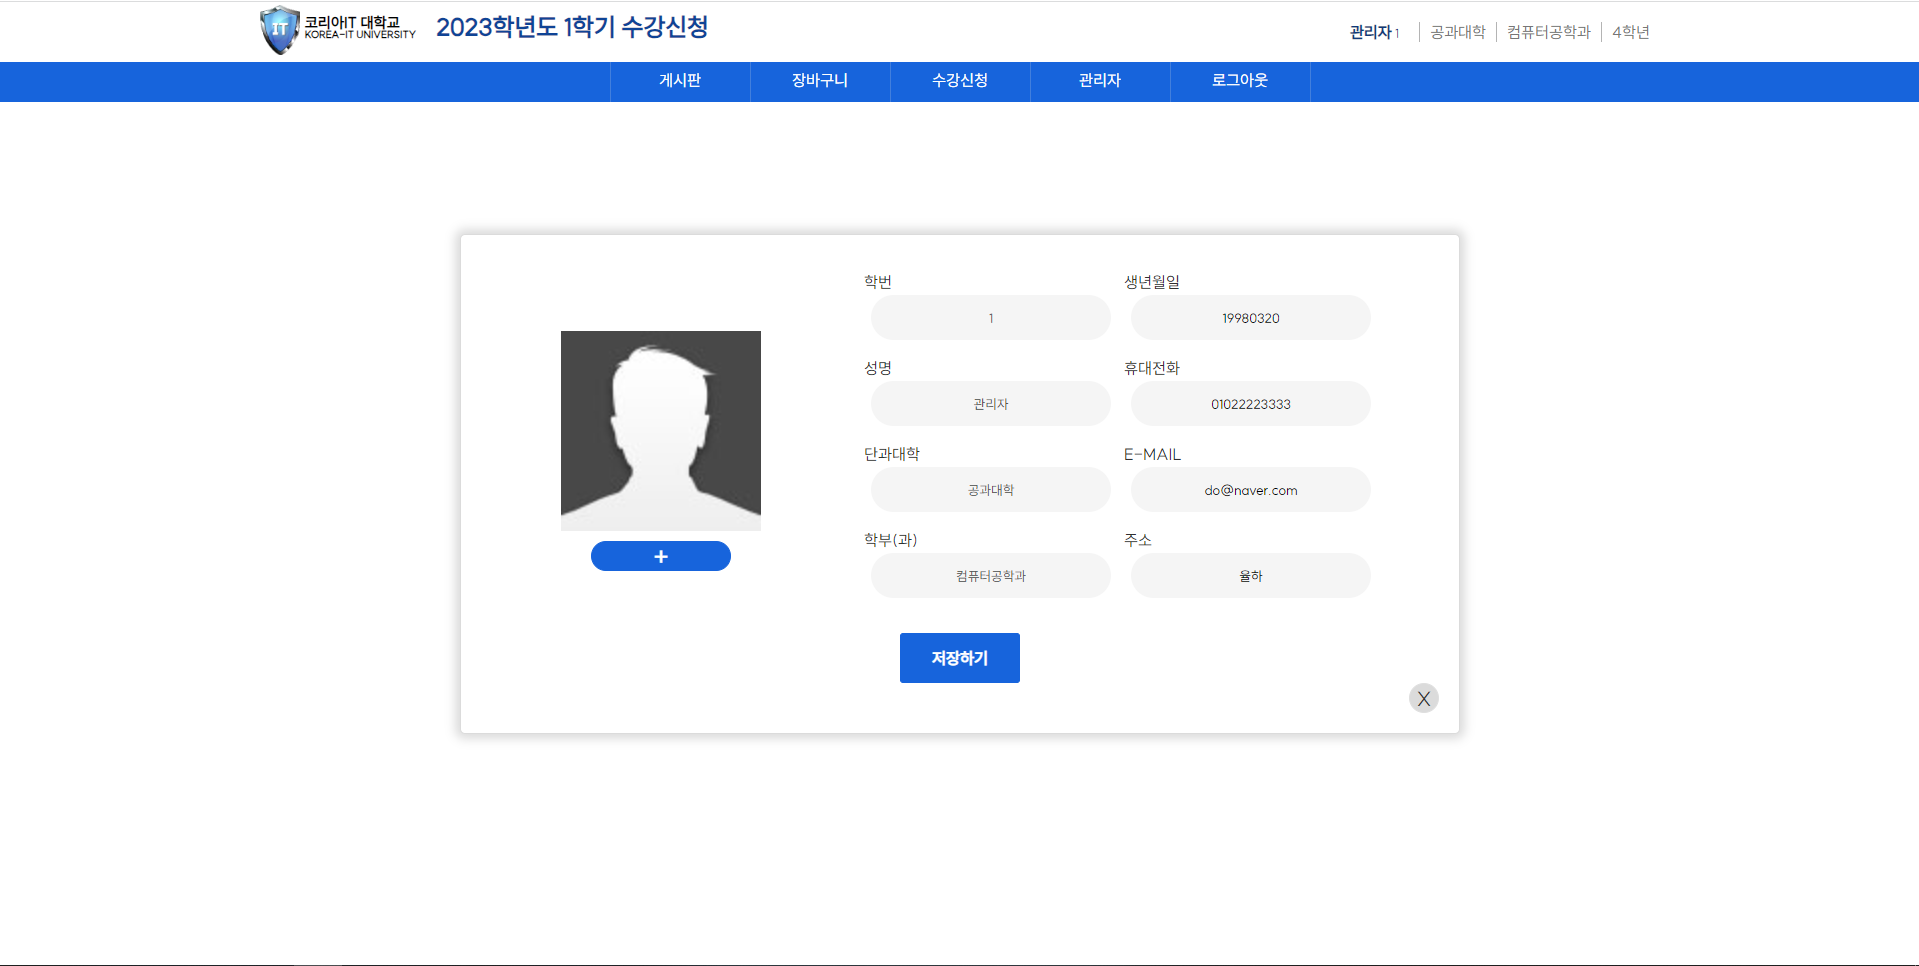 IT
코리아IT 대학교
KOREA-IT UNIVERSITY
2023학년도 1학기 수강신청
관리자 1 공과대학 컴퓨터공학과 4학년
게시판 장바구니 수강신청 관리자 로그아웃
학번 생년월일
1 19980320
성명 휴대전화
관리자 01022223333
단과대학 E-MAIL
공과대학 do@naver.com
학부(과) 주소
컴퓨터공학과 율하
+
저장하기
X